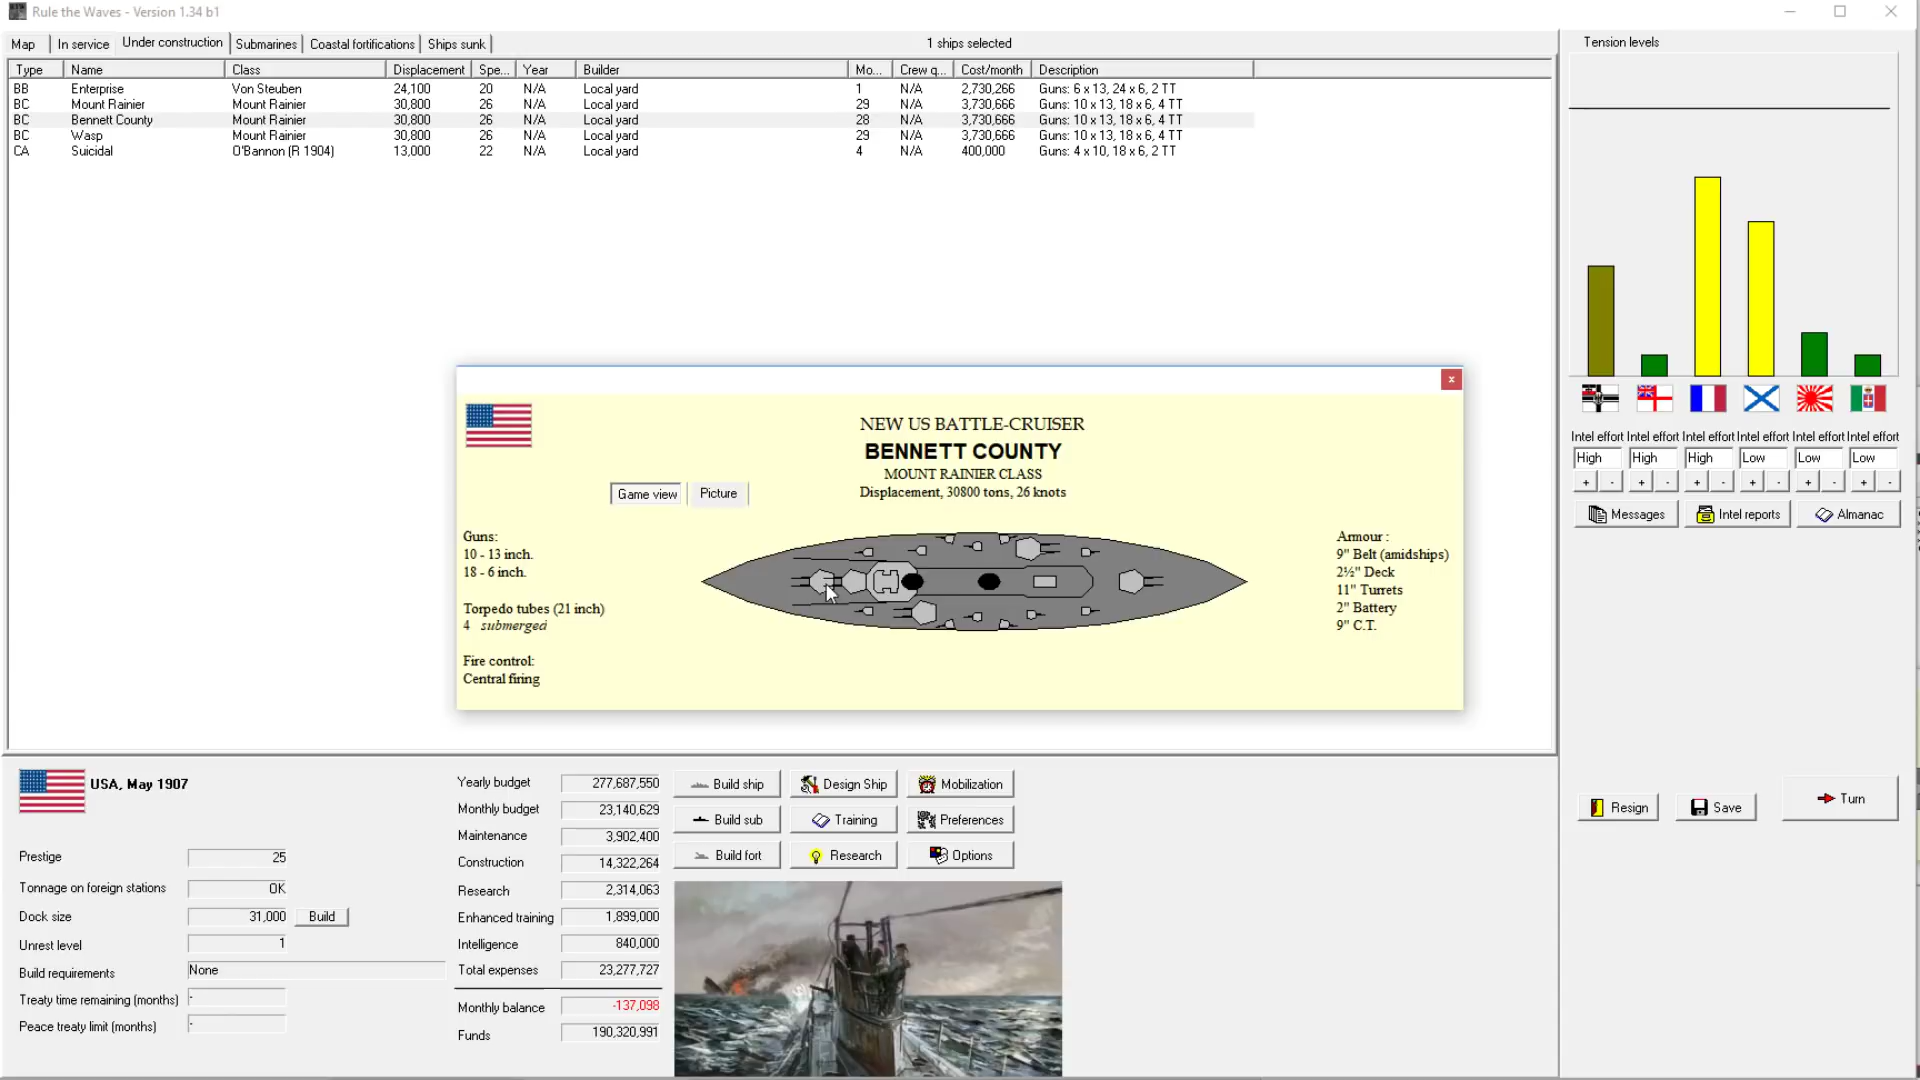 Rule the Waves - Version 1.34 b1
Map In service Under construction Submarines Coastal fortifications Ships sunk
1 ships selected
Type Name Class Displacement Spe... Year Builder Mo... Crew q... Cost/month Description
BB Enterprise Von Steuben 24,100 20 N/A Local yard 1 N/A 2,730,266 Guns: 6 x 13, 24 x 6, 2 TT
BC Mount Rainier Mount Rainier 30,800 26 N/A Local yard 29 N/A 3,730,666 Guns: 10 x 13, 18 x 6, 4 TT
BC Bennett County Mount Rainier 30,800 26 N/A Local yard 28 N/A 3,730,666 Guns: 10 x 13, 18 x 6, 4 TT
BC Wasp Mount Rainier 30,800 26 N/A Local yard 29 N/A 3,730,666 Guns: 10 x 13, 18 x 6, 4 TT
CA Suicidal O'Bannon (R 1904) 13,000 22 N/A Local yard 4 N/A 400,000 Guns: 4 x 10, 18 x 6, 2 TT
NEW US BATTLE-CRUISER
BENNETT COUNTY
MOUNT RAINIER CLASS
Displacement, 30800 tons, 26 knots
Game view Picture
Guns:
10 - 13 inch.
18 - 6 inch.
Torpedo tubes (21 inch)
4 submerged
Fire control:
Central firing
Armour :
9" Belt (amidships)
2½" Deck
11" Turrets
2" Battery
9" C.T.
Tension levels
Intel effort Intel effort Intel effort Intel effort Intel effort Intel effort
High High High Low Low Low
+ - + - + - + - + - + -
Messages Intel reports Almanac
Resign Save Turn
USA, May 1907
Prestige 25
Tonnage on foreign stations OK
Dock size 31,000 Build
Unrest level 1
Build requirements None
Treaty time remaining (months) -
Peace treaty limit (months) -
Yearly budget 277,687,550
Monthly budget 23,140,629
Maintenance 3,902,400
Construction 14,322,264
Research 2,314,063
Enhanced training 1,899,000
Intelligence 840,000
Total expenses 23,277,727
Monthly balance -137,098
Funds 190,320,991
Build ship Design Ship Mobilization
Build sub Training Preferences
Build fort Research Options